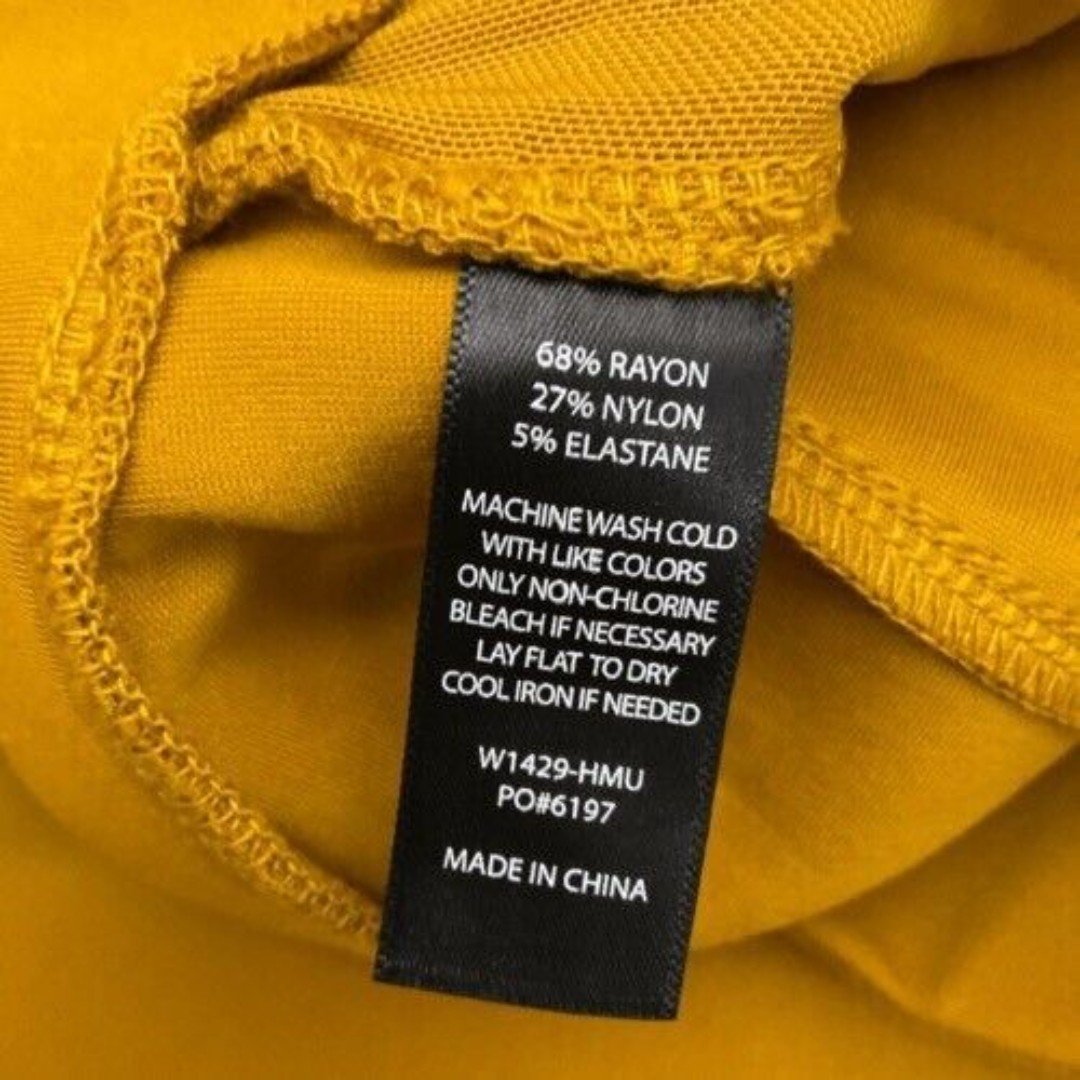 68% RAYON
27% NYLON
5% ELASTANE
MACHINE WASH COLD
WITH LIKE COLORS
ONLY NON-CHLORINE
BLEACH IF NECESSARY
LAY FLAT TO DRY
COOL IRON IF NEEDED
W1429-HMU
PO#6197
MADE IN CHINA